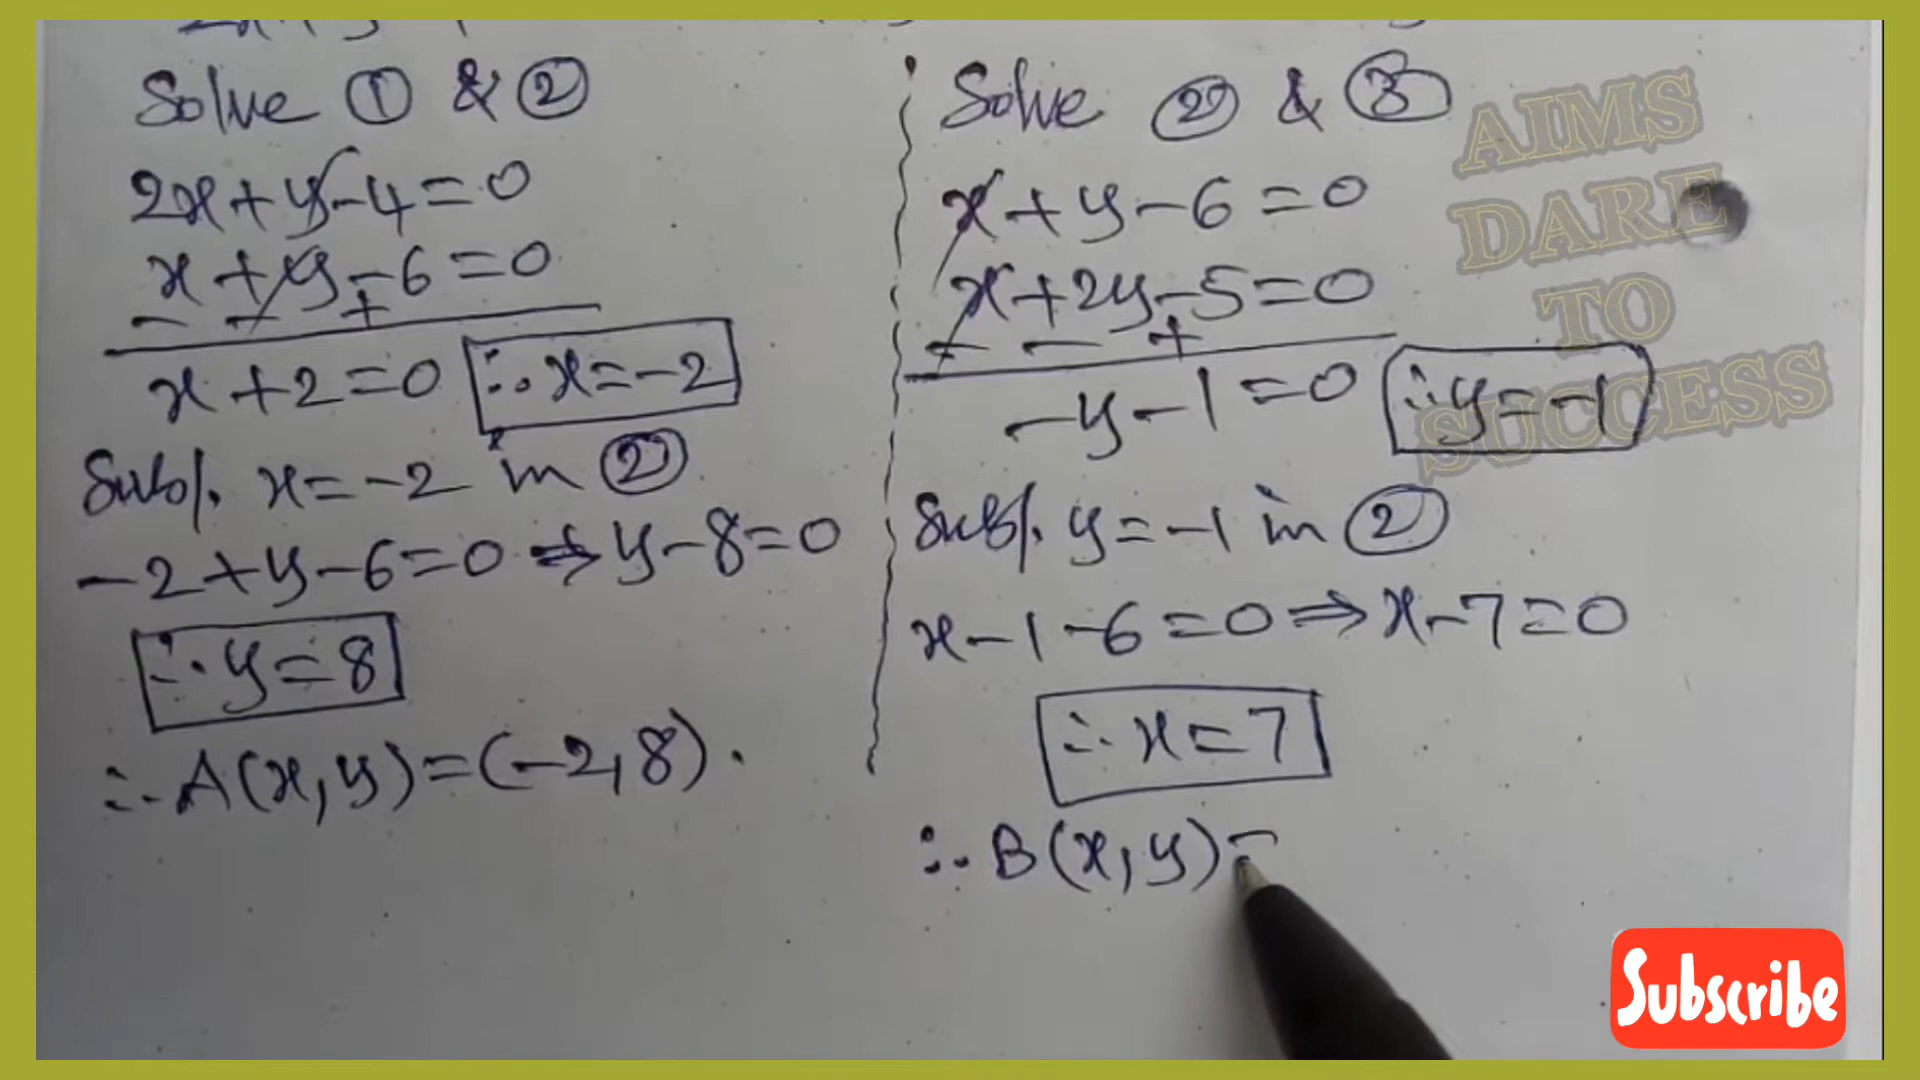 Solve ① & ②
2x+y-4=0
x+y-6=0
- - +
x+2=0 ∴x=-2
Sub/. x=-2 in ②
-2+y-6=0 ⇒ y-8=0
∴ y=8
∴ A(x,y)=(-2,8).
Solve ② & ③
x+y-6=0
x+2y-5=0
- - +
-y-1=0 ∴y=-1
Sub/. y=-1 in ②
x-1-6=0 ⇒ x-7=0
∴ x=7
∴ B(x,y)=
AIMS
DARE
TO
SUCCESS
Subscribe